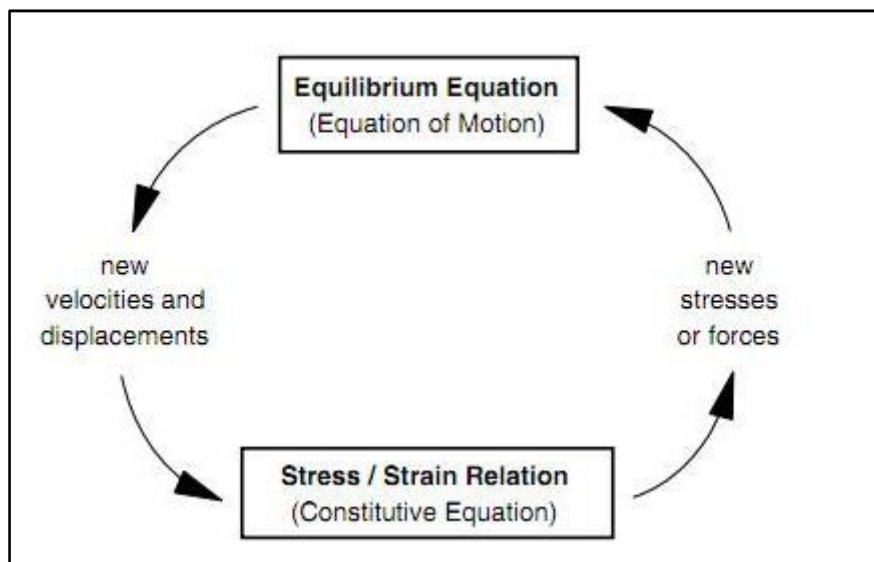 Equilibrium Equation
(Equation of Motion)
new
velocities and
displacements
new
stresses
or forces
Stress / Strain Relation
(Constitutive Equation)